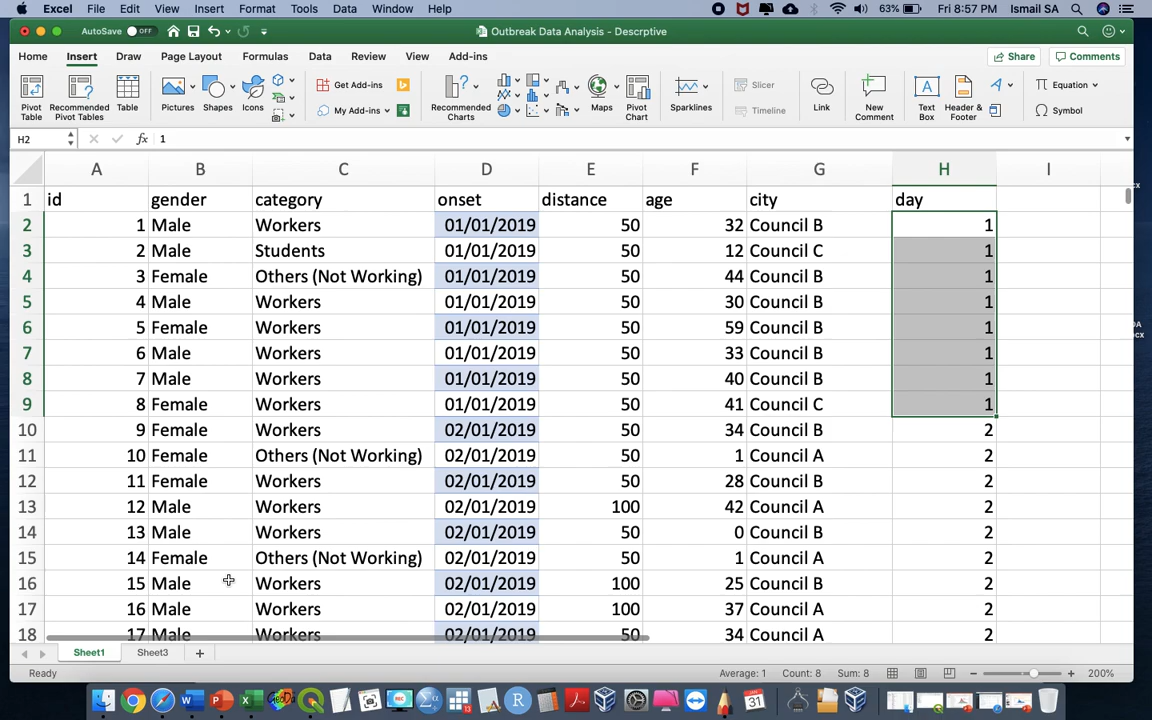 Excel File Edit View Insert Format Tools Data Window Help 63% Fri 8:57 PM Ismail SA
AutoSave OFF Outbreak Data Analysis - Descrptive
Home Insert Draw Page Layout Formulas Data Review View Add-ins Share Comments
Pivot Table
Recommended Pivot Tables
Table
Pictures
Shapes
Icons
Get Add-ins
My Add-ins
Recommended Charts
Maps
Pivot Chart
Sparklines
Slicer
Timeline
Link
New Comment
Text Box
Header & Footer
Equation
Symbol
H2 fx 1
A B C D E F G H I
1 id gender category onset distance age city day
2 1 Male Workers 01/01/2019 50 32 Council B 1
3 2 Male Students 01/01/2019 50 12 Council C 1
4 3 Female Others (Not Working) 01/01/2019 50 44 Council B 1
5 4 Male Workers 01/01/2019 50 30 Council B 1
6 5 Female Workers 01/01/2019 50 59 Council B 1
7 6 Male Workers 01/01/2019 50 33 Council B 1
8 7 Male Workers 01/01/2019 50 40 Council B 1
9 8 Female Workers 01/01/2019 50 41 Council C 1
10 9 Female Workers 02/01/2019 50 34 Council B 2
11 10 Female Others (Not Working) 02/01/2019 50 1 Council A 2
12 11 Female Workers 02/01/2019 50 28 Council B 2
13 12 Male Workers 02/01/2019 100 42 Council A 2
14 13 Male Workers 02/01/2019 50 0 Council B 2
15 14 Female Others (Not Working) 02/01/2019 50 1 Council A 2
16 15 Male Workers 02/01/2019 100 25 Council B 2
17 16 Male Workers 02/01/2019 100 37 Council A 2
18 17 Male Workers 02/01/2019 50 34 Council A 2
Sheet1 Sheet3
Ready Average: 1 Count: 8 Sum: 8 200%